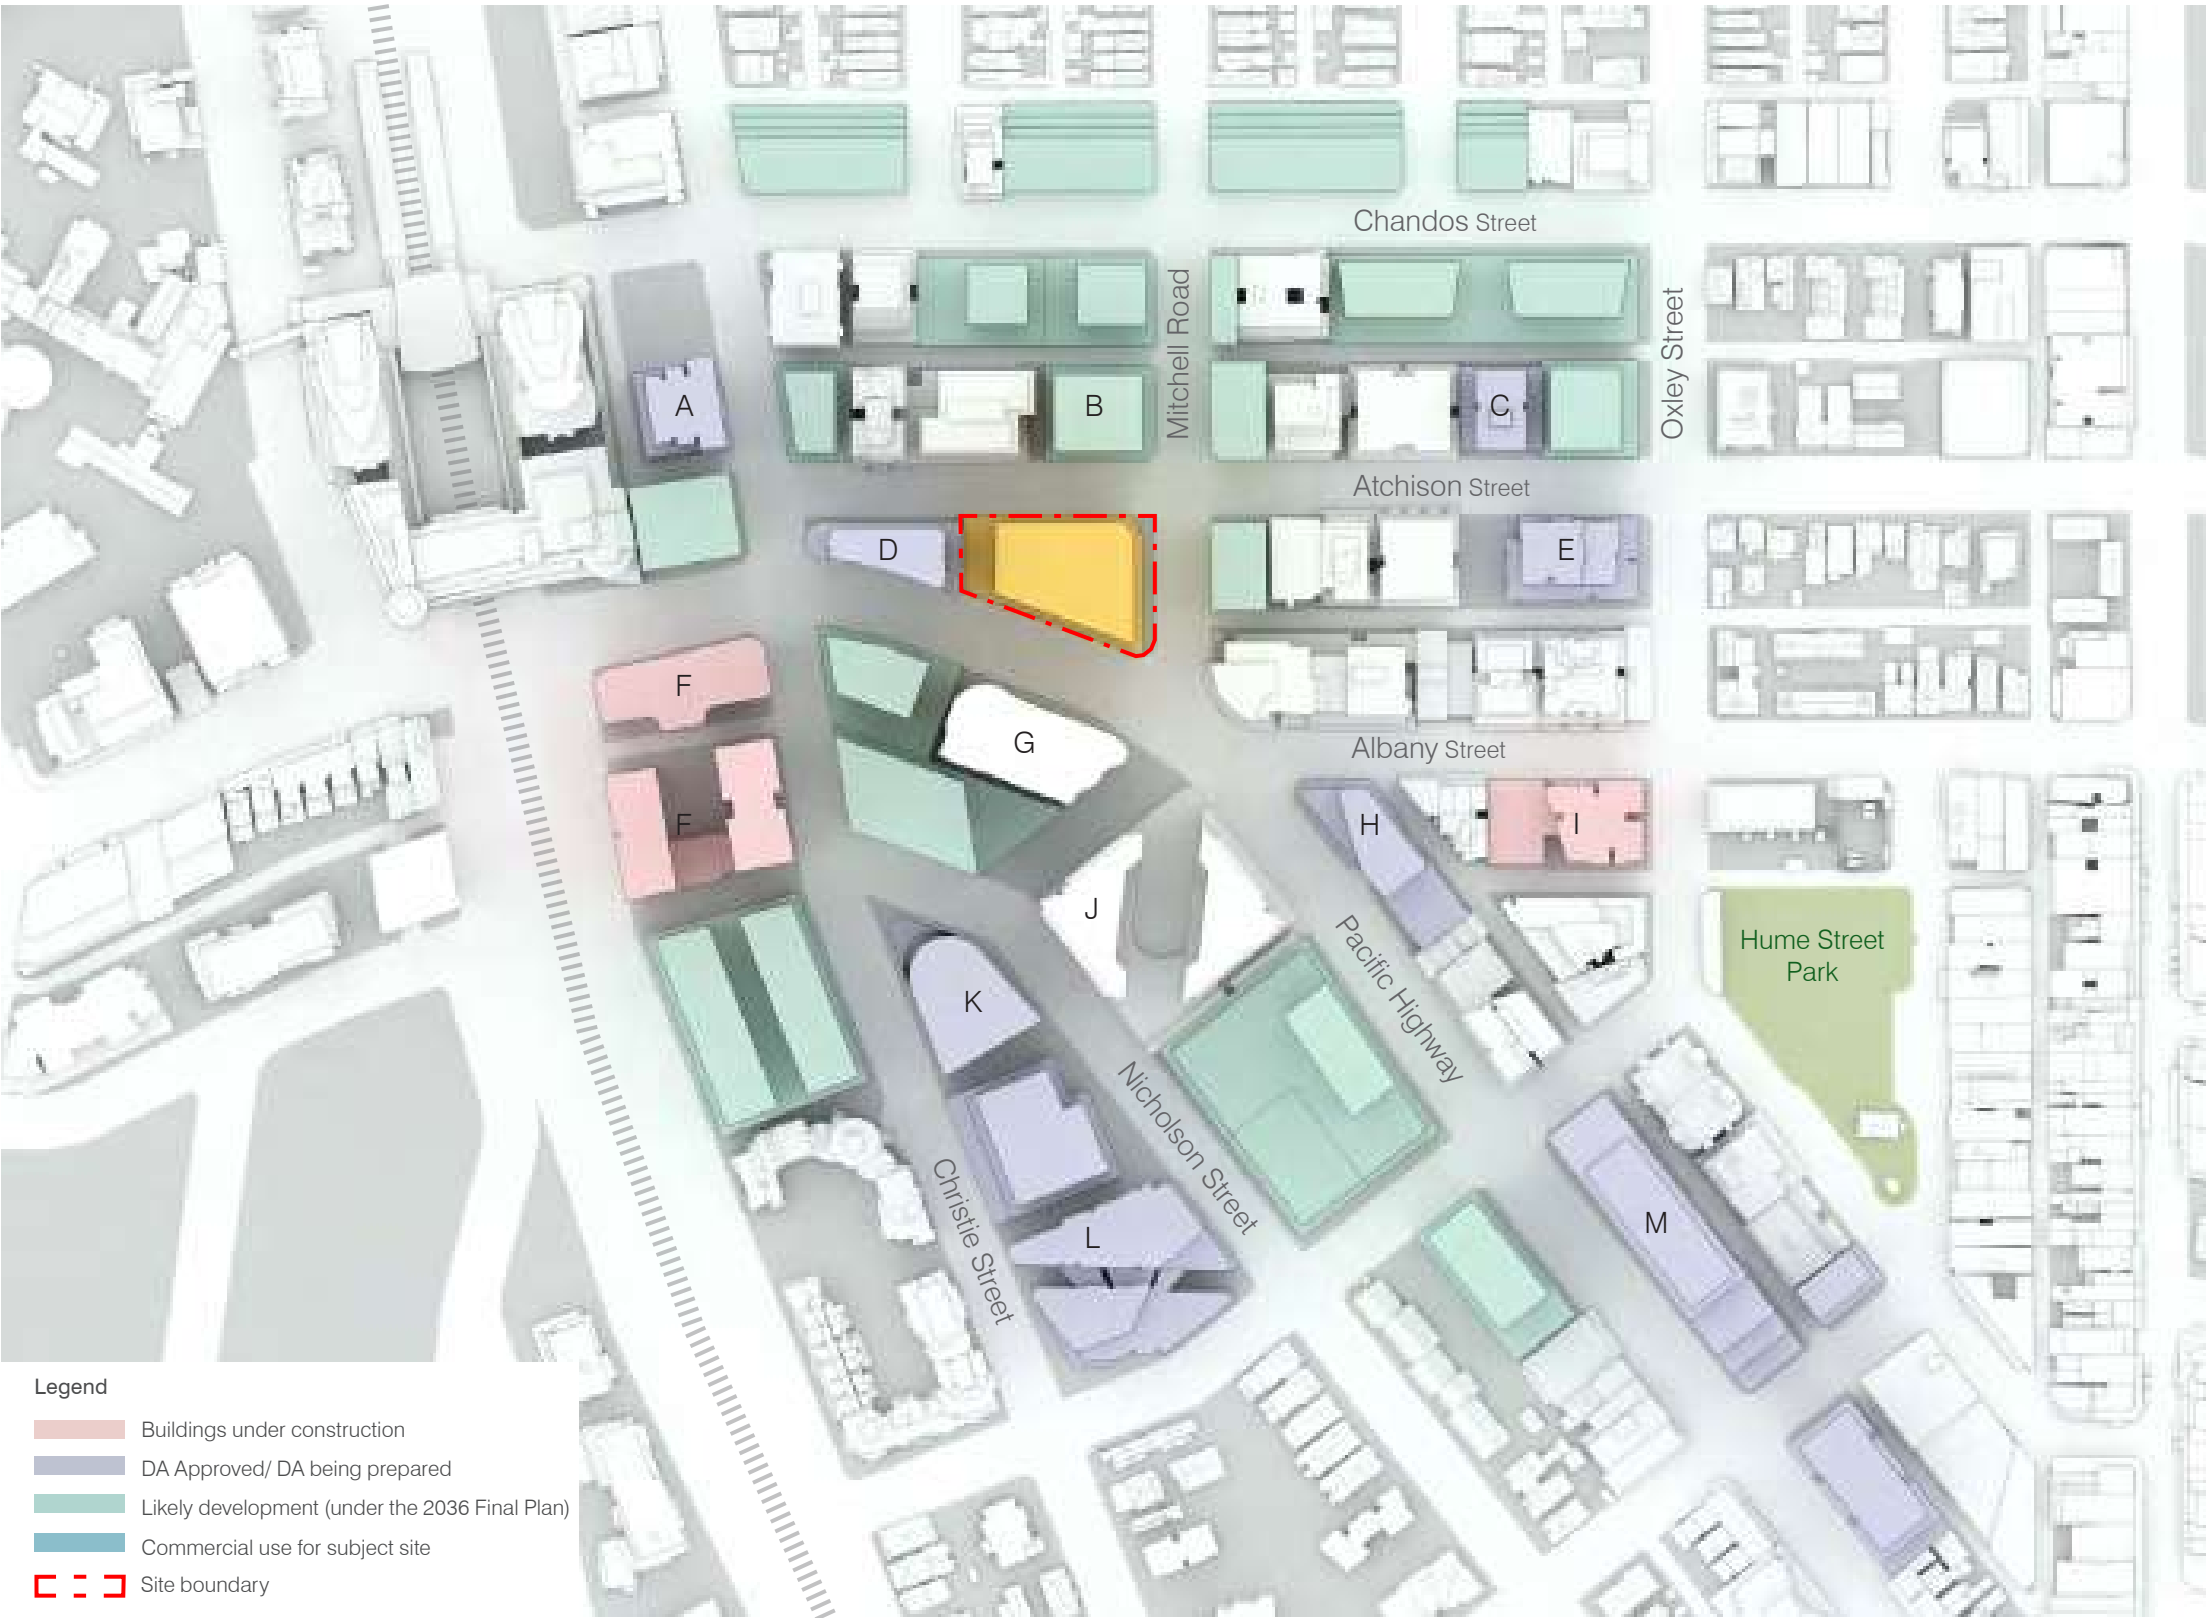 Chandos Street
Mitchell Road
Oxley Street
A
B
C
Atchison Street
D
E
F
G
Albany Street
F
H
I
J
Pacific Highway
Hume Street
Park
K
Nicholson Street
Christie Street
L
M
Legend
Buildings under construction
DA Approved/ DA being prepared
Likely development (under the 2036 Final Plan)
Commercial use for subject site
Site boundary